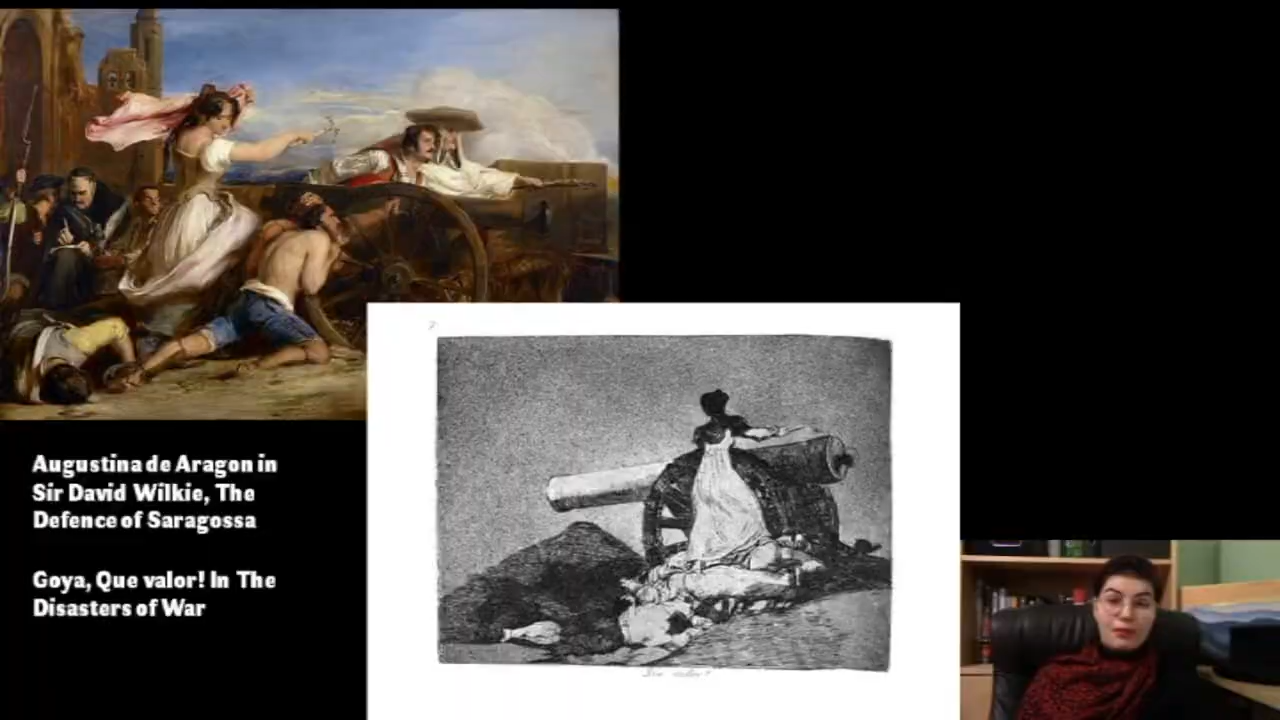 Augustina de Aragon in
Sir David Wilkie, The
Defence of Saragossa
Goya, Que valor! In The
Disasters of War